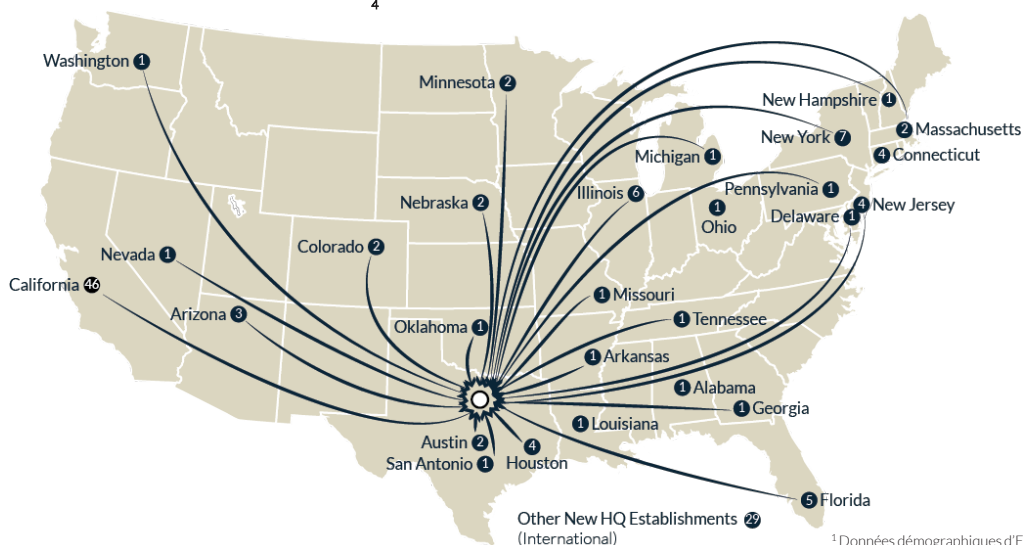 4
Washington 1
Minnesota 2
New Hampshire 1
2 Massachusetts
New York 7
4 Connecticut
Michigan 1
Illinois 6
Pennsylvania 1
Nebraska 2
1
Ohio
4 New Jersey
Delaware 1
Colorado 2
Nevada 1
California 46
1 Missouri
Arizona 3
1 Tennessee
Oklahoma 1
1 Arkansas
1 Alabama
1 Georgia
1 Louisiana
Austin 2
4
Houston
San Antonio 1
5 Florida
Other New HQ Establishments 29
(International)
1 Données démographiques d'E